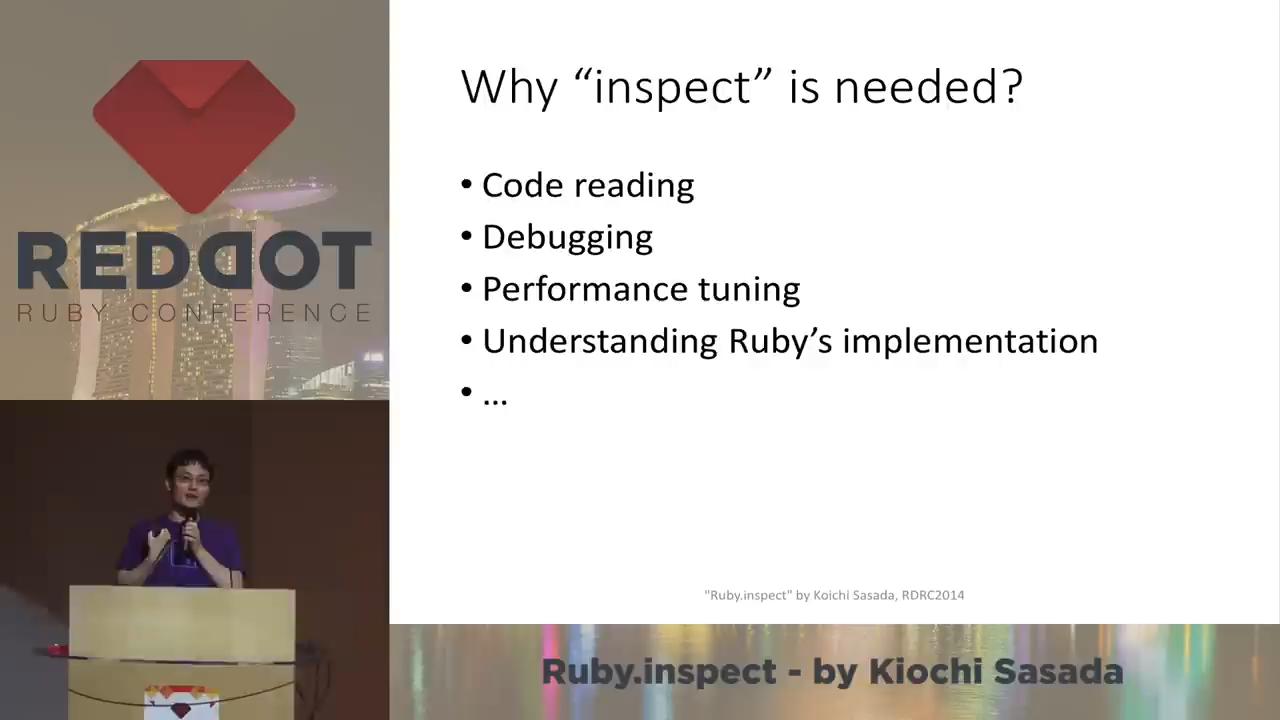 REDDOT
RUBY CONFERENCE
Why “inspect” is needed?
• Code reading
• Debugging
• Performance tuning
• Understanding Ruby’s implementation
• ...
"Ruby.inspect" by Koichi Sasada, RDRC2014
Ruby.inspect - by Kiochi Sasada